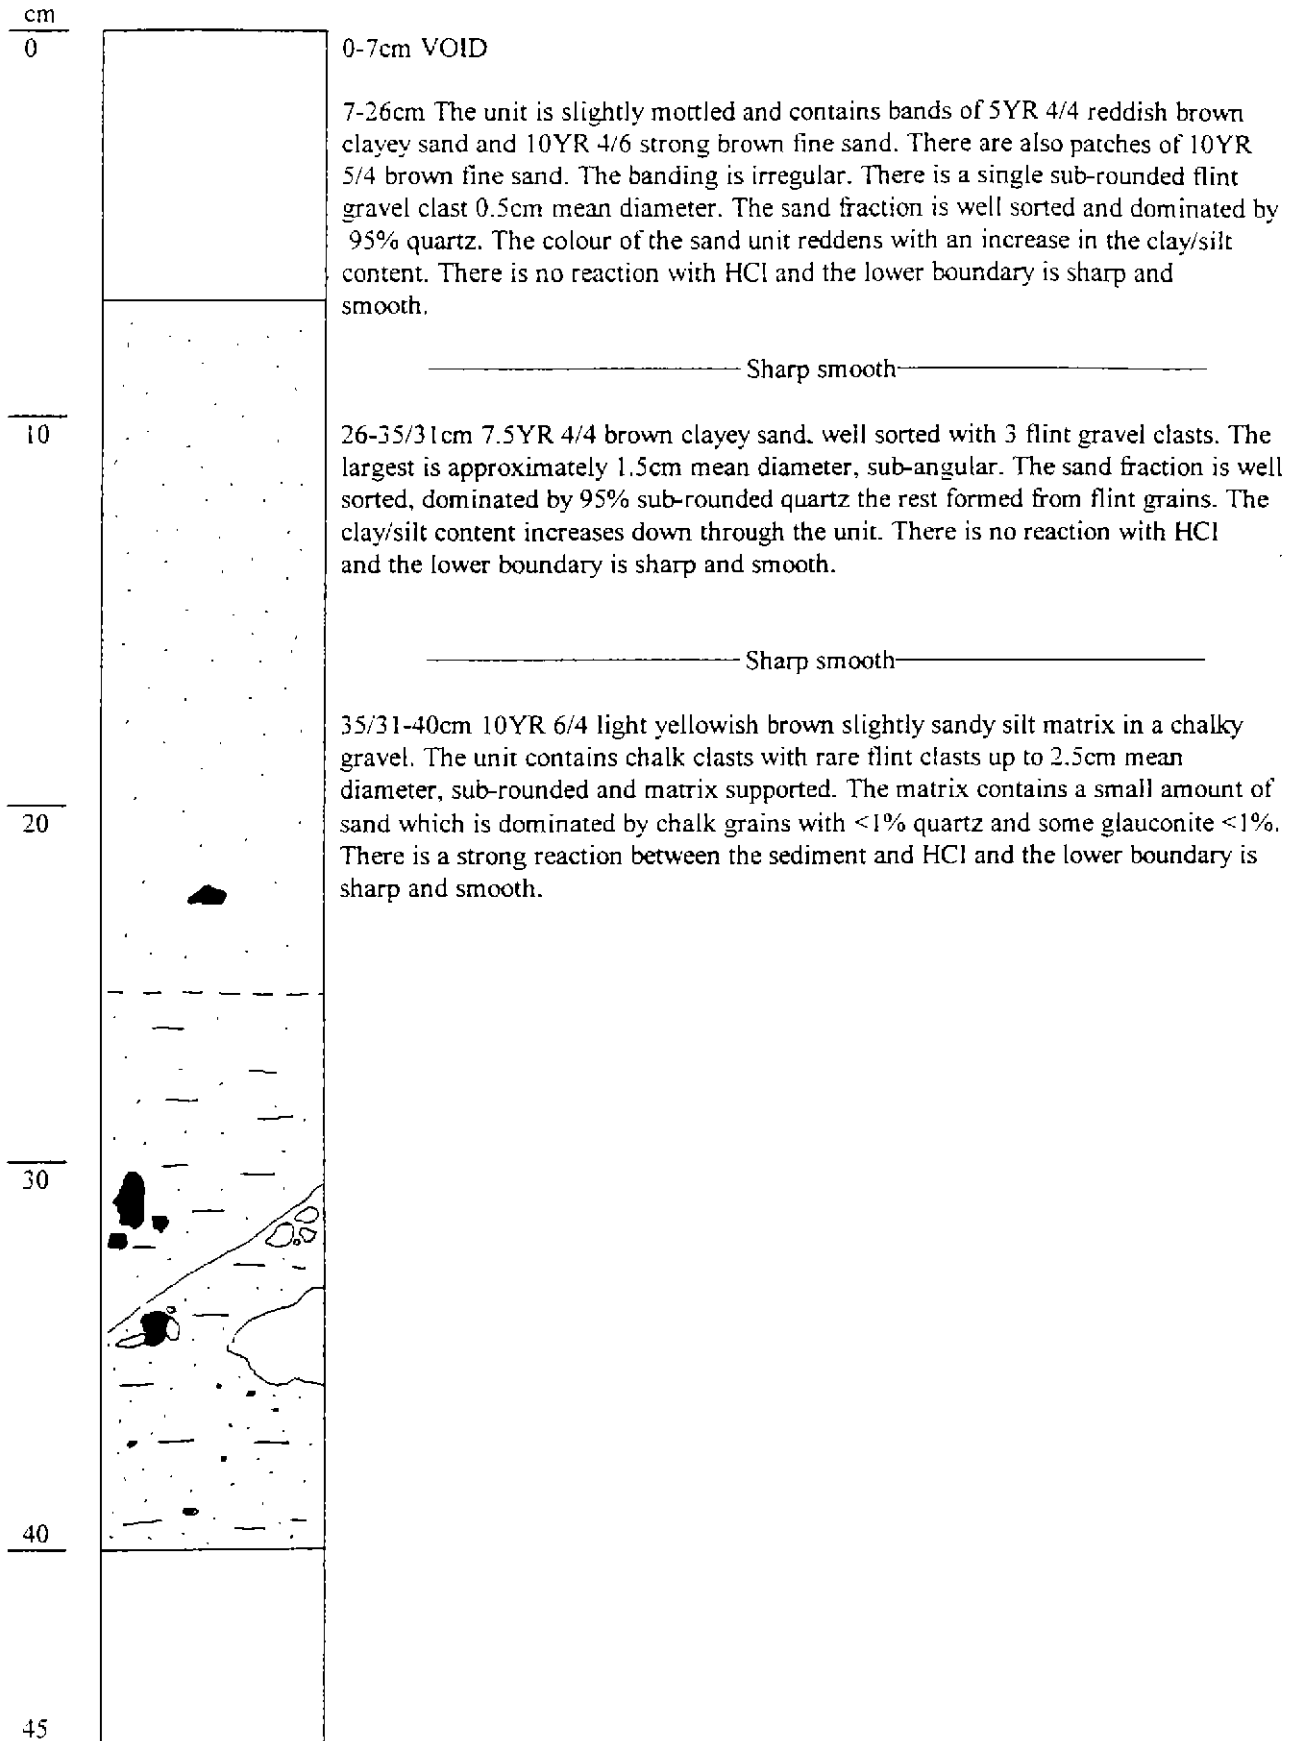 cm
0
0-7cm VOID
7-26cm The unit is slightly mottled and contains bands of 5YR 4/4 reddish brown
clayey sand and 10YR 4/6 strong brown fine sand. There are also patches of 10YR
5/4 brown fine sand. The banding is irregular. There is a single sub-rounded flint
gravel clast 0.5cm mean diameter. The sand fraction is well sorted and dominated by
95% quartz. The colour of the sand unit reddens with an increase in the clay/silt
content. There is no reaction with HCl and the lower boundary is sharp and
smooth.
Sharp smooth
10
26-35/31cm 7.5YR 4/4 brown clayey sand. well sorted with 3 flint gravel clasts. The
largest is approximately 1.5cm mean diameter, sub-angular. The sand fraction is well
sorted, dominated by 95% sub-rounded quartz the rest formed from flint grains. The
clay/silt content increases down through the unit. There is no reaction with HCl
and the lower boundary is sharp and smooth.
Sharp smooth
35/31-40cm 10YR 6/4 light yellowish brown slightly sandy silt matrix in a chalky
gravel. The unit contains chalk clasts with rare flint clasts up to 2.5cm mean
diameter, sub-rounded and matrix supported. The matrix contains a small amount of
20
sand which is dominated by chalk grains with <1% quartz and some glauconite <1%.
There is a strong reaction between the sediment and HCl and the lower boundary is
sharp and smooth.
30
40
45